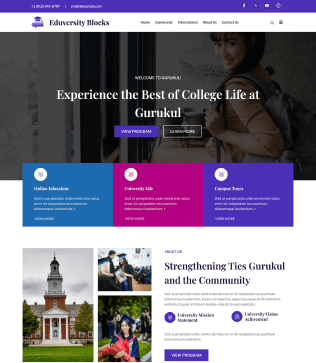 +1 (012) 345-6789 | email@example.com
Eduversity Blocks
Home Community International About Us Contact Us
WELCOME TO GURUKUL!
Experience the Best of College Life at
Gurukul
VIEW PROGRAM LEARN MORE
Online Education
Sed ut perspiciatis unde omnis iste natus
error sit voluptatem accusantium
doloremque laudantium, t
VIEW MORE
University Life
Sed ut perspiciatis unde omnis iste natus
error sit voluptatem accusantium
doloremque laudantium, t
VIEW MORE
Campus Tours
Sed ut perspiciatis unde omnis iste natus
error sit voluptatem accusantium
doloremque laudantium, t
VIEW MORE
ABOUT US
Strengthening Ties Gurukul
and the Community
University Mission
Statement
University Vision
Actionable
VIEW PROGRAM